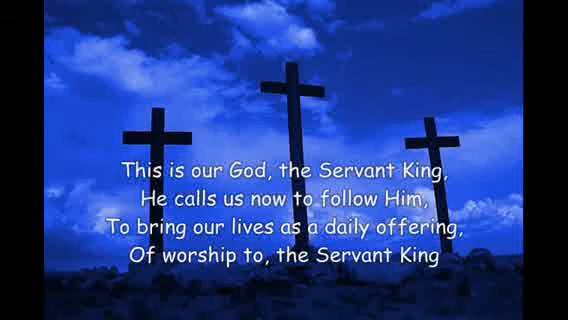 This is our God, the Servant King,
He calls us now to follow Him,
To bring our lives as a daily offering,
Of worship to, the Servant King